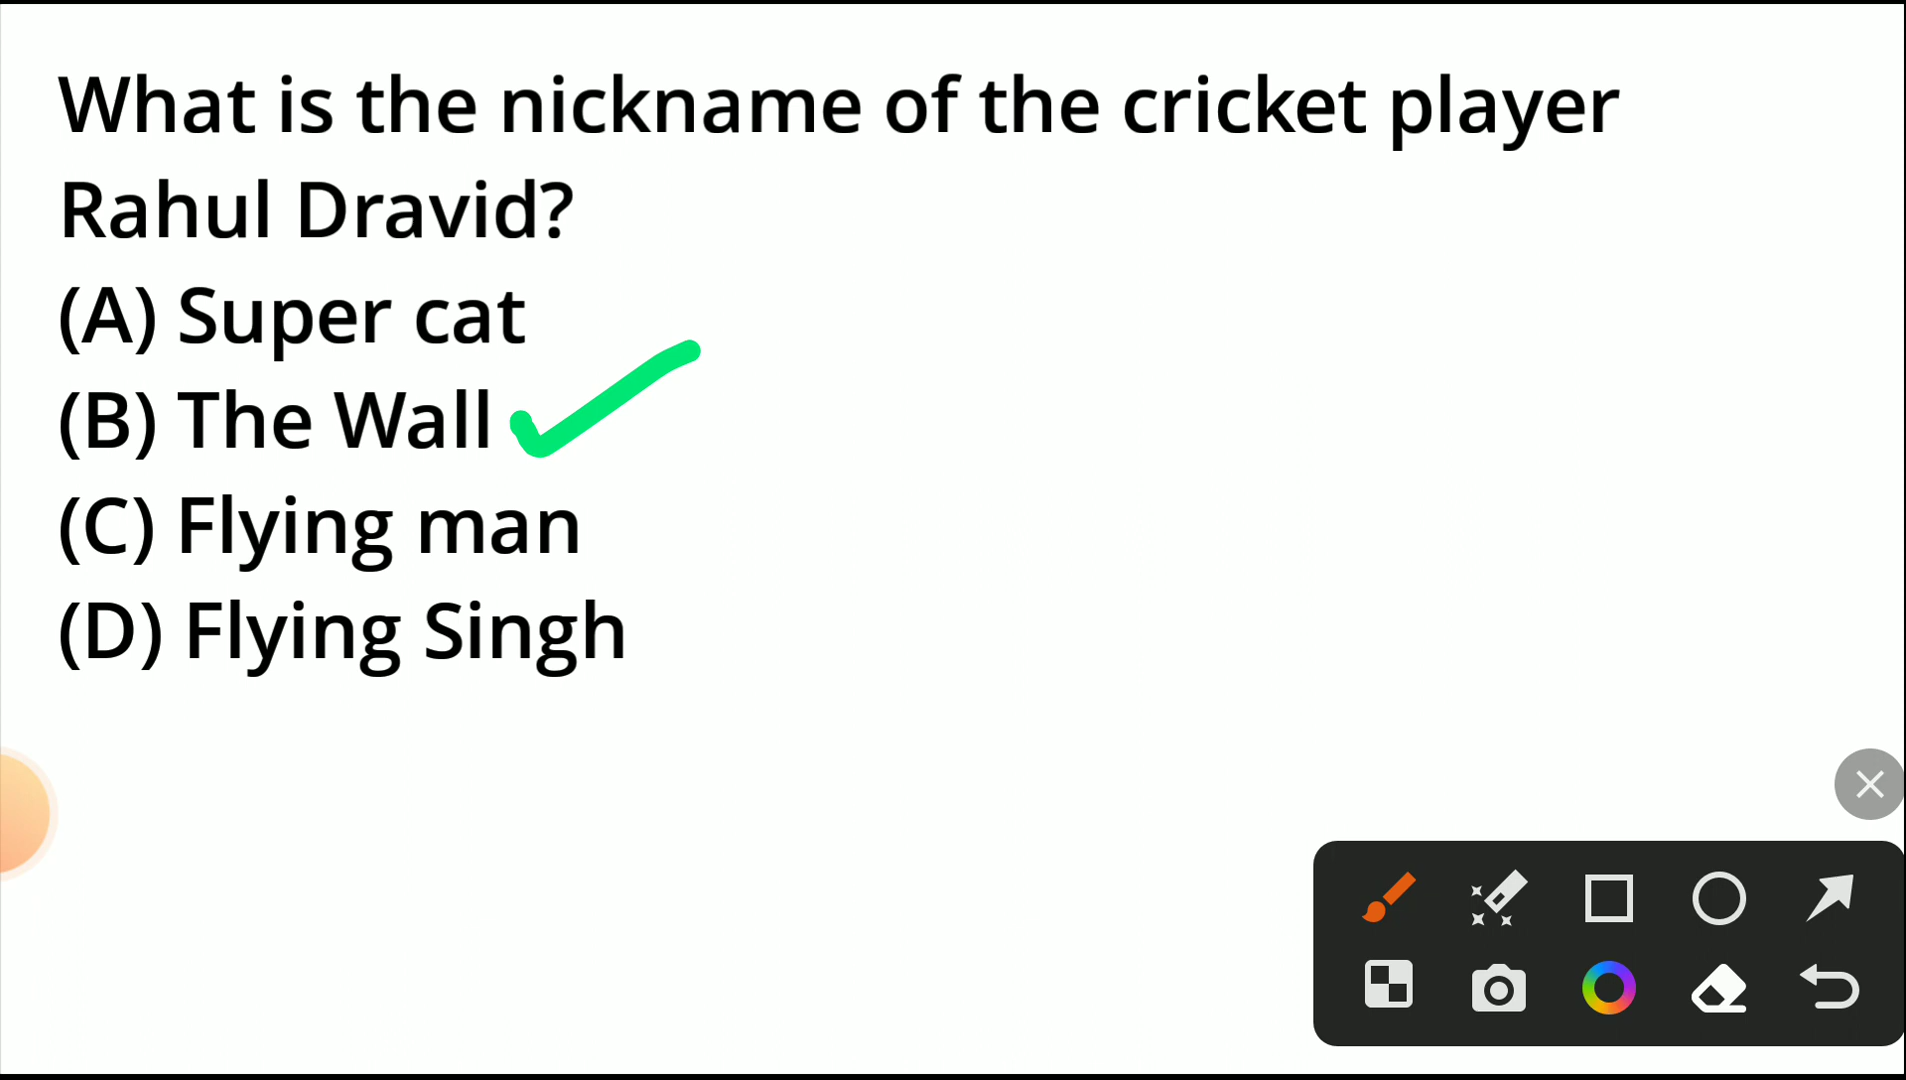 What is the nickname of the cricket player
Rahul Dravid?
(A) Super cat
(B) The Wall
(C) Flying man
(D) Flying Singh